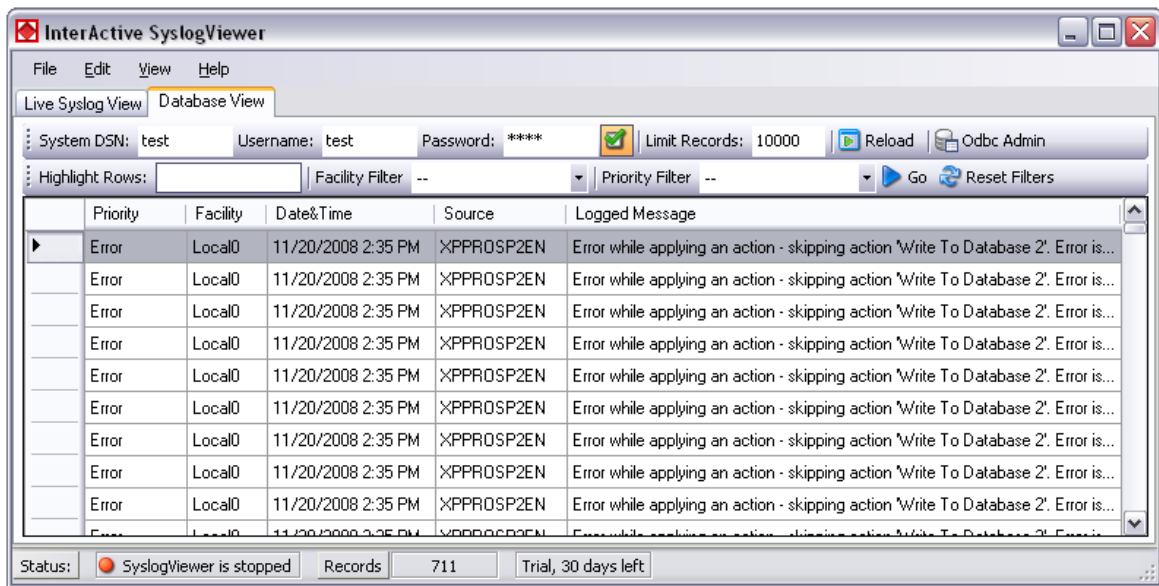 InterActive SyslogViewer
File Edit View Help
Live Syslog View Database View
System DSN: test Username: test Password: **** Limit Records: 10000 Reload Odbc Admin
Highlight Rows: Facility Filter -- Priority Filter -- Go Reset Filters
Priority Facility Date&Time Source Logged Message
Error Local0 11/20/2008 2:35 PM XPPROSP2EN Error while applying an action - skipping action 'Write To Database 2'. Error is...
Error Local0 11/20/2008 2:35 PM XPPROSP2EN Error while applying an action - skipping action 'Write To Database 2'. Error is...
Error Local0 11/20/2008 2:35 PM XPPROSP2EN Error while applying an action - skipping action 'Write To Database 2'. Error is...
Error Local0 11/20/2008 2:35 PM XPPROSP2EN Error while applying an action - skipping action 'Write To Database 2'. Error is...
Error Local0 11/20/2008 2:35 PM XPPROSP2EN Error while applying an action - skipping action 'Write To Database 2'. Error is...
Error Local0 11/20/2008 2:35 PM XPPROSP2EN Error while applying an action - skipping action 'Write To Database 2'. Error is...
Error Local0 11/20/2008 2:35 PM XPPROSP2EN Error while applying an action - skipping action 'Write To Database 2'. Error is...
Error Local0 11/20/2008 2:35 PM XPPROSP2EN Error while applying an action - skipping action 'Write To Database 2'. Error is...
Error Local0 11/20/2008 2:35 PM XPPROSP2EN Error while applying an action - skipping action 'Write To Database 2'. Error is...
Status: SyslogViewer is stopped Records 711 Trial, 30 days left